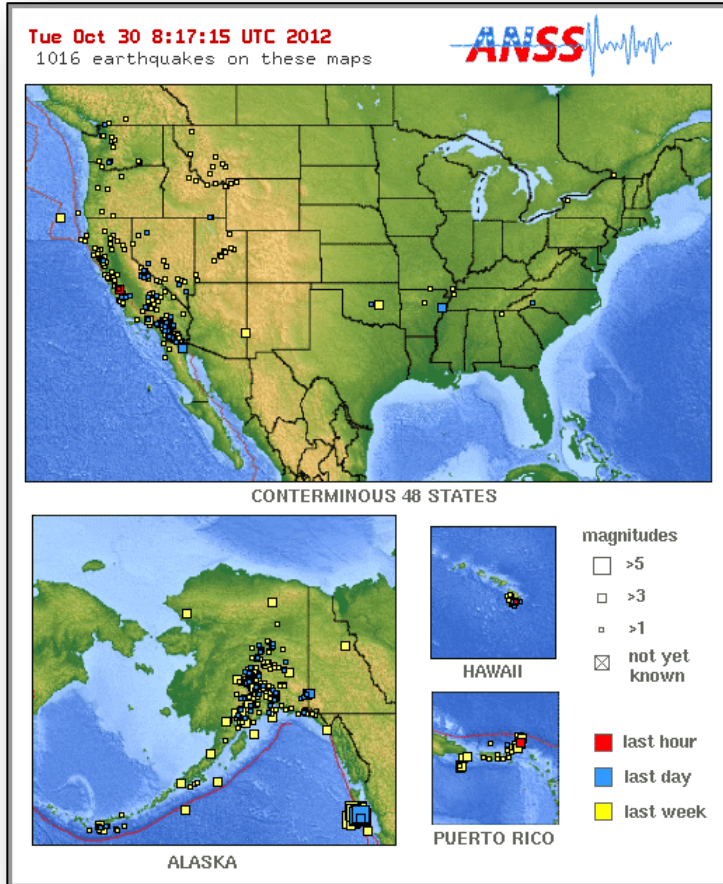 Tue Oct 30 8:17:15 UTC 2012
1016 earthquakes on these maps
ANSS
CONTERMINOUS 48 STATES
magnitudes
>5
>3
>1
not yet
known
HAWAII
last hour
last day
last week
PUERTO RICO
ALASKA